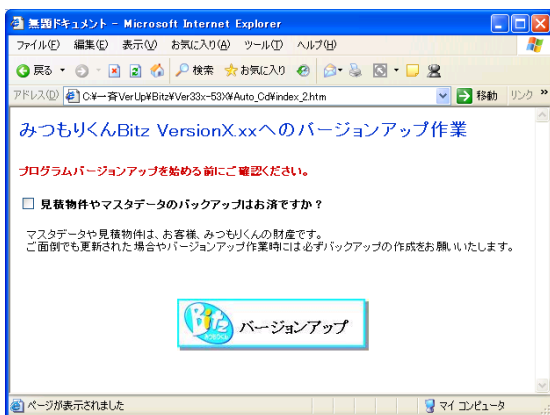 無題ドキュメント - Microsoft Internet Explorer
ファイル(F) 編集(E) 表示(V) お気に入り(A) ツール(T) ヘルプ(H)
戻る 検索 お気に入り
アドレス(D) C:¥一斉VerUp¥Bitz¥Ver33x-53X¥Auto_Cd¥index_2.htm 移動 リンク »
みつもりくんBitz VersionX.xxへのバージョンアップ作業
プログラムバージョンアップを始める前にご確認ください。
見積物件やマスタデータのバックアップはお済ですか？
マスタデータや見積物件は、お客様、みつもりくんの財産です。
ご面倒でも更新された場合やバージョンアップ作業時には必ずバックアップの作成をお願いいたします。
Bitz バージョンアップ
ページが表示されました マイ コンピュータ